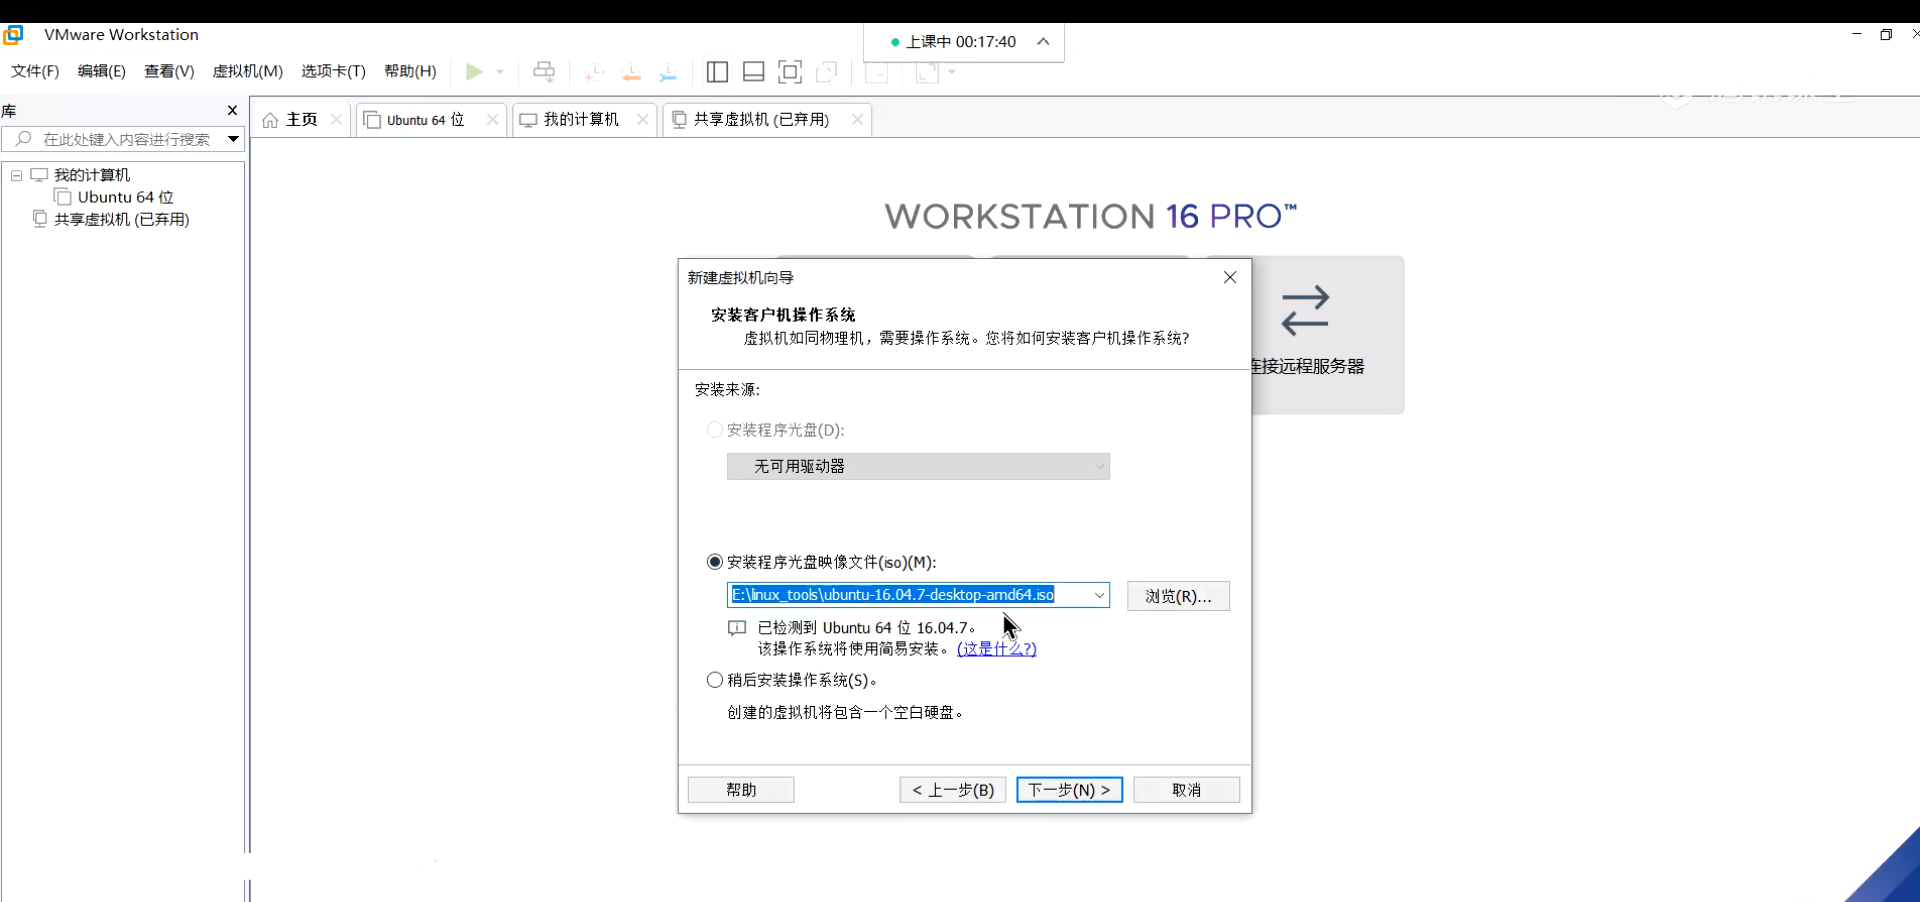 VMware Workstation
上课中 00:17:40
文件(F) 编辑(E) 查看(V) 虚拟机(M) 选项卡(T) 帮助(H)
库
在此处键入内容进行搜索
我的计算机
Ubuntu 64 位
共享虚拟机 (已弃用)
主页 Ubuntu 64 位 我的计算机 共享虚拟机 (已弃用)
WORKSTATION 16 PRO™
连接远程服务器
新建虚拟机向导
安装客户机操作系统
虚拟机如同物理机，需要操作系统。您将如何安装客户机操作系统?
安装来源:
安装程序光盘(D):
无可用驱动器
安装程序光盘映像文件(iso)(M):
E:\linux_tools\ubuntu-16.04.7-desktop-amd64.iso
浏览(R)...
已检测到 Ubuntu 64 位 16.04.7。
该操作系统将使用简易安装。(这是什么?)
稍后安装操作系统(S)。
创建的虚拟机将包含一个空白硬盘。
帮助 < 上一步(B) 下一步(N) > 取消